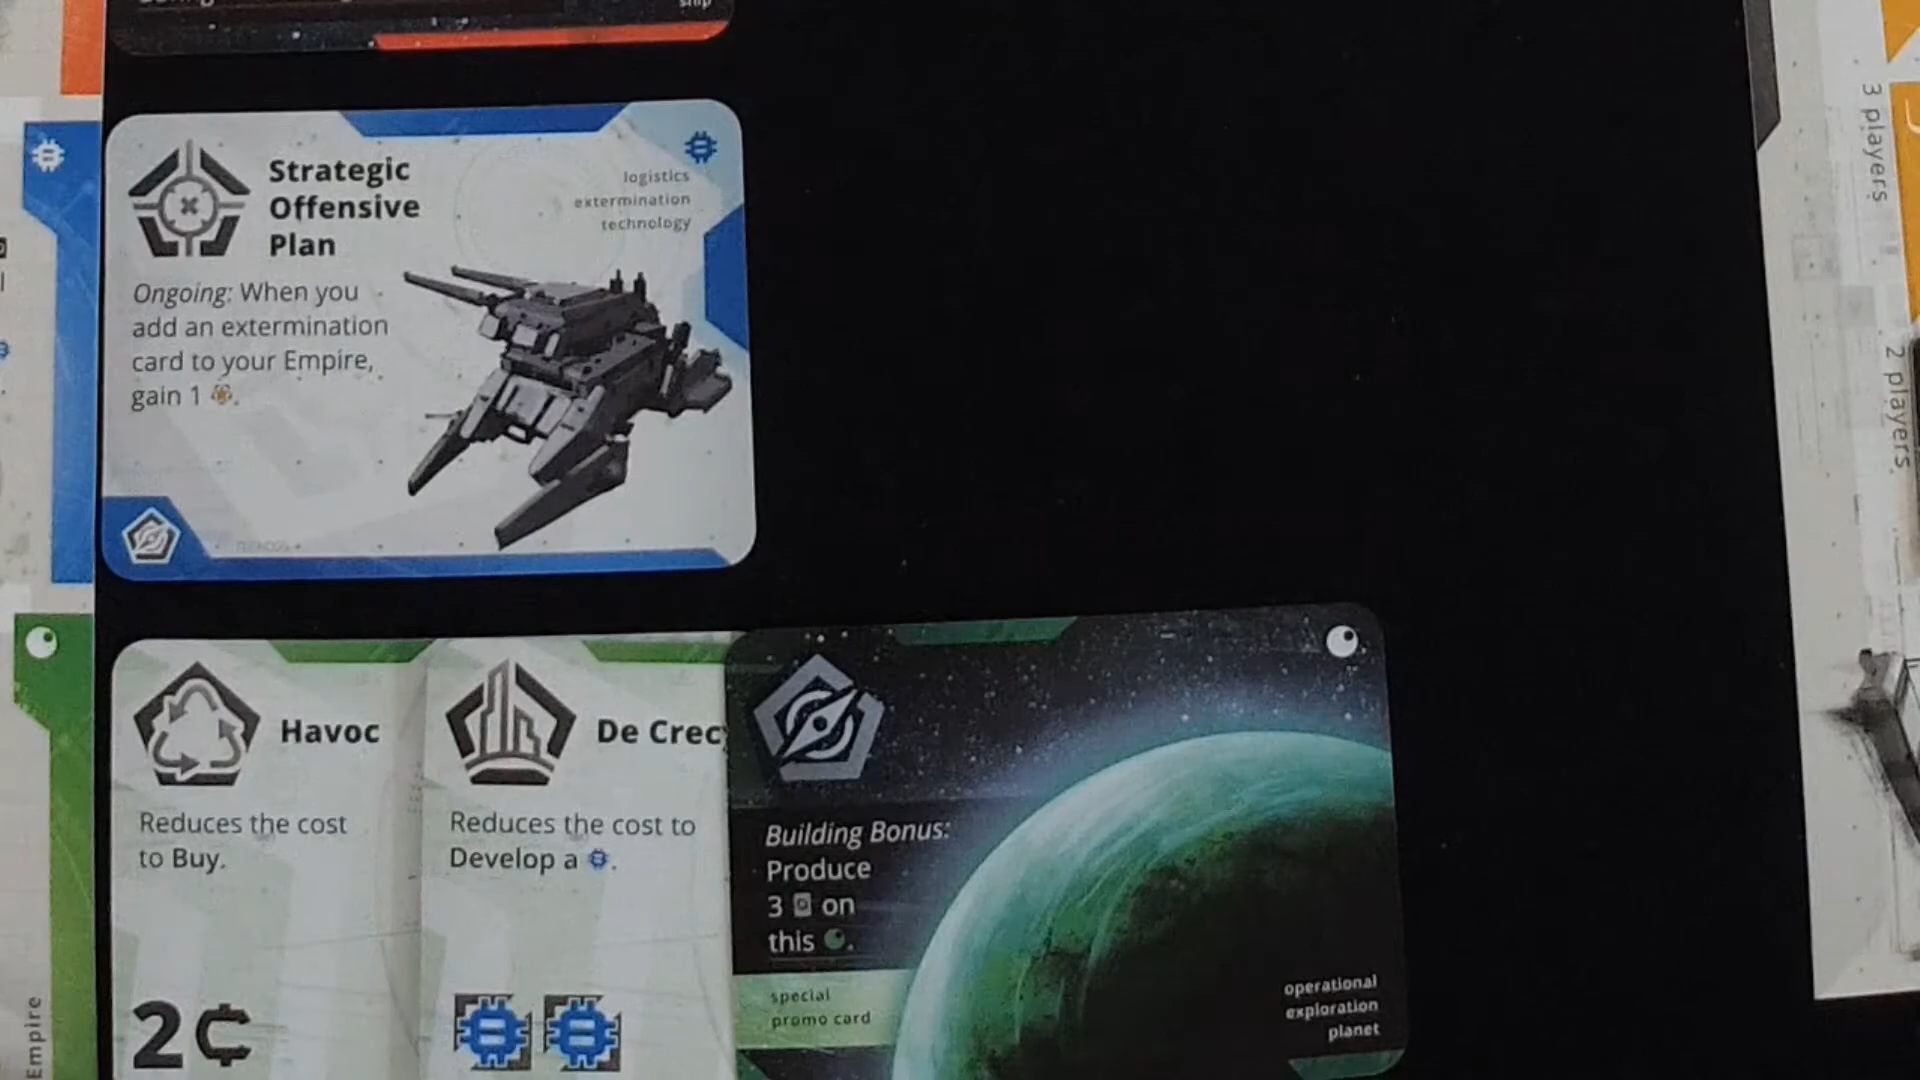 ship
3 players
2 players
Strategic
Offensive
Plan
logistics
extermination
technology
Ongoing: When you
add an extermination
card to your Empire,
gain 1 .
Havoc
Reduces the cost
to Buy.
2₵
De Crec
Reduces the cost to
Develop a .
Building Bonus:
Produce
3 on
this .
special
promo card
operational
exploration
planet
Empire